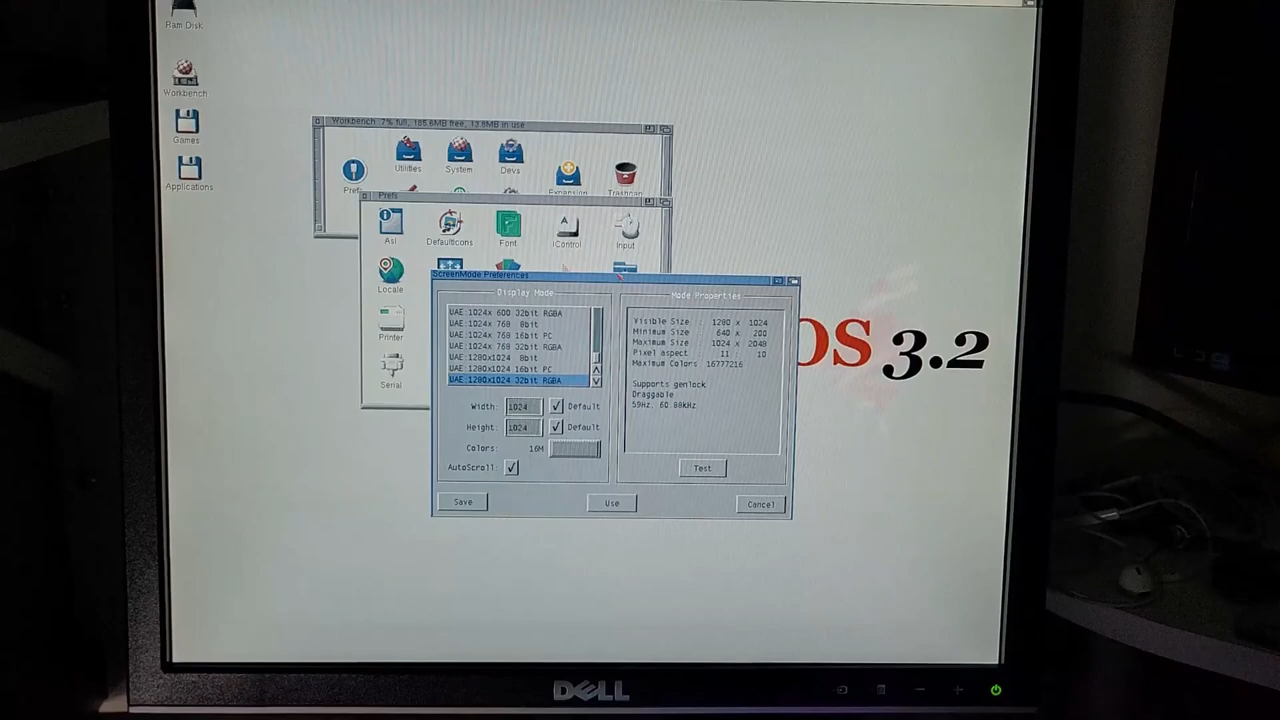 Ram Disk
Workbench
Games
Applications
Workbench 7% full, 185.6MB free, 13.8MB in use
Utilities
System
Devs
Expansion
Trashcan
Prefs
Asl
DefaultIcons
Font
IControl
Input
Locale
Printer
Serial
ScreenMode Preferences
Display Mode
UAE:1024x 600 32bit RGBA
UAE:1024x 768 8bit
UAE:1024x 768 16bit PC
UAE:1024x 768 32bit RGBA
UAE:1280x1024 8bit
UAE:1280x1024 16bit PC
UAE:1280x1024 32bit RGBA
Width: 1024 Default
Height: 1024 Default
Colors: 16M
AutoScroll:
Mode Properties
Visible Size : 1280 x 1024
Minimum Size 640 x 200
Maximum Size 1024 x 2048
Pixel aspect 11 : 10
Maximum Colors 16777216
Supports genlock
Draggable
59Hz, 60.88kHz
Test
Save
Use
Cancel
OS 3.2
DELL